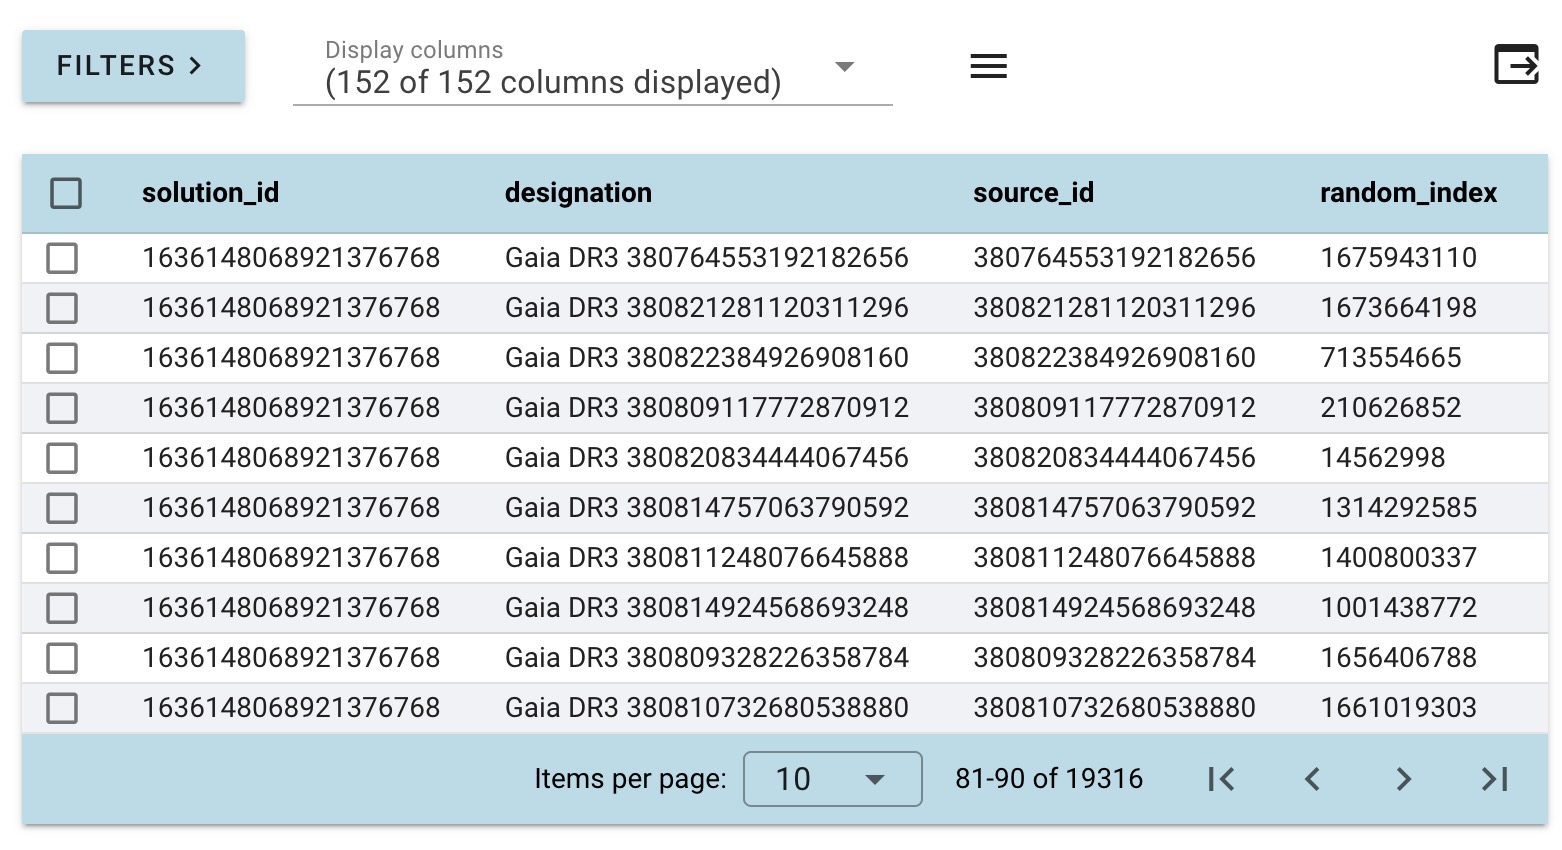 FILTERS
Display columns
(152 of 152 columns displayed)
solution_id designation source_id random_index
1636148068921376768 Gaia DR3 380764553192182656 380764553192182656 1675943110
1636148068921376768 Gaia DR3 380821281120311296 380821281120311296 1673664198
1636148068921376768 Gaia DR3 380822384926908160 380822384926908160 713554665
1636148068921376768 Gaia DR3 380809117772870912 380809117772870912 210626852
1636148068921376768 Gaia DR3 380820834444067456 380820834444067456 14562998
1636148068921376768 Gaia DR3 380814757063790592 380814757063790592 1314292585
1636148068921376768 Gaia DR3 380811248076645888 380811248076645888 1400800337
1636148068921376768 Gaia DR3 380814924568693248 380814924568693248 1001438772
1636148068921376768 Gaia DR3 380809328226358784 380809328226358784 1656406788
1636148068921376768 Gaia DR3 380810732680538880 380810732680538880 1661019303
Items per page: 10 81-90 of 19316